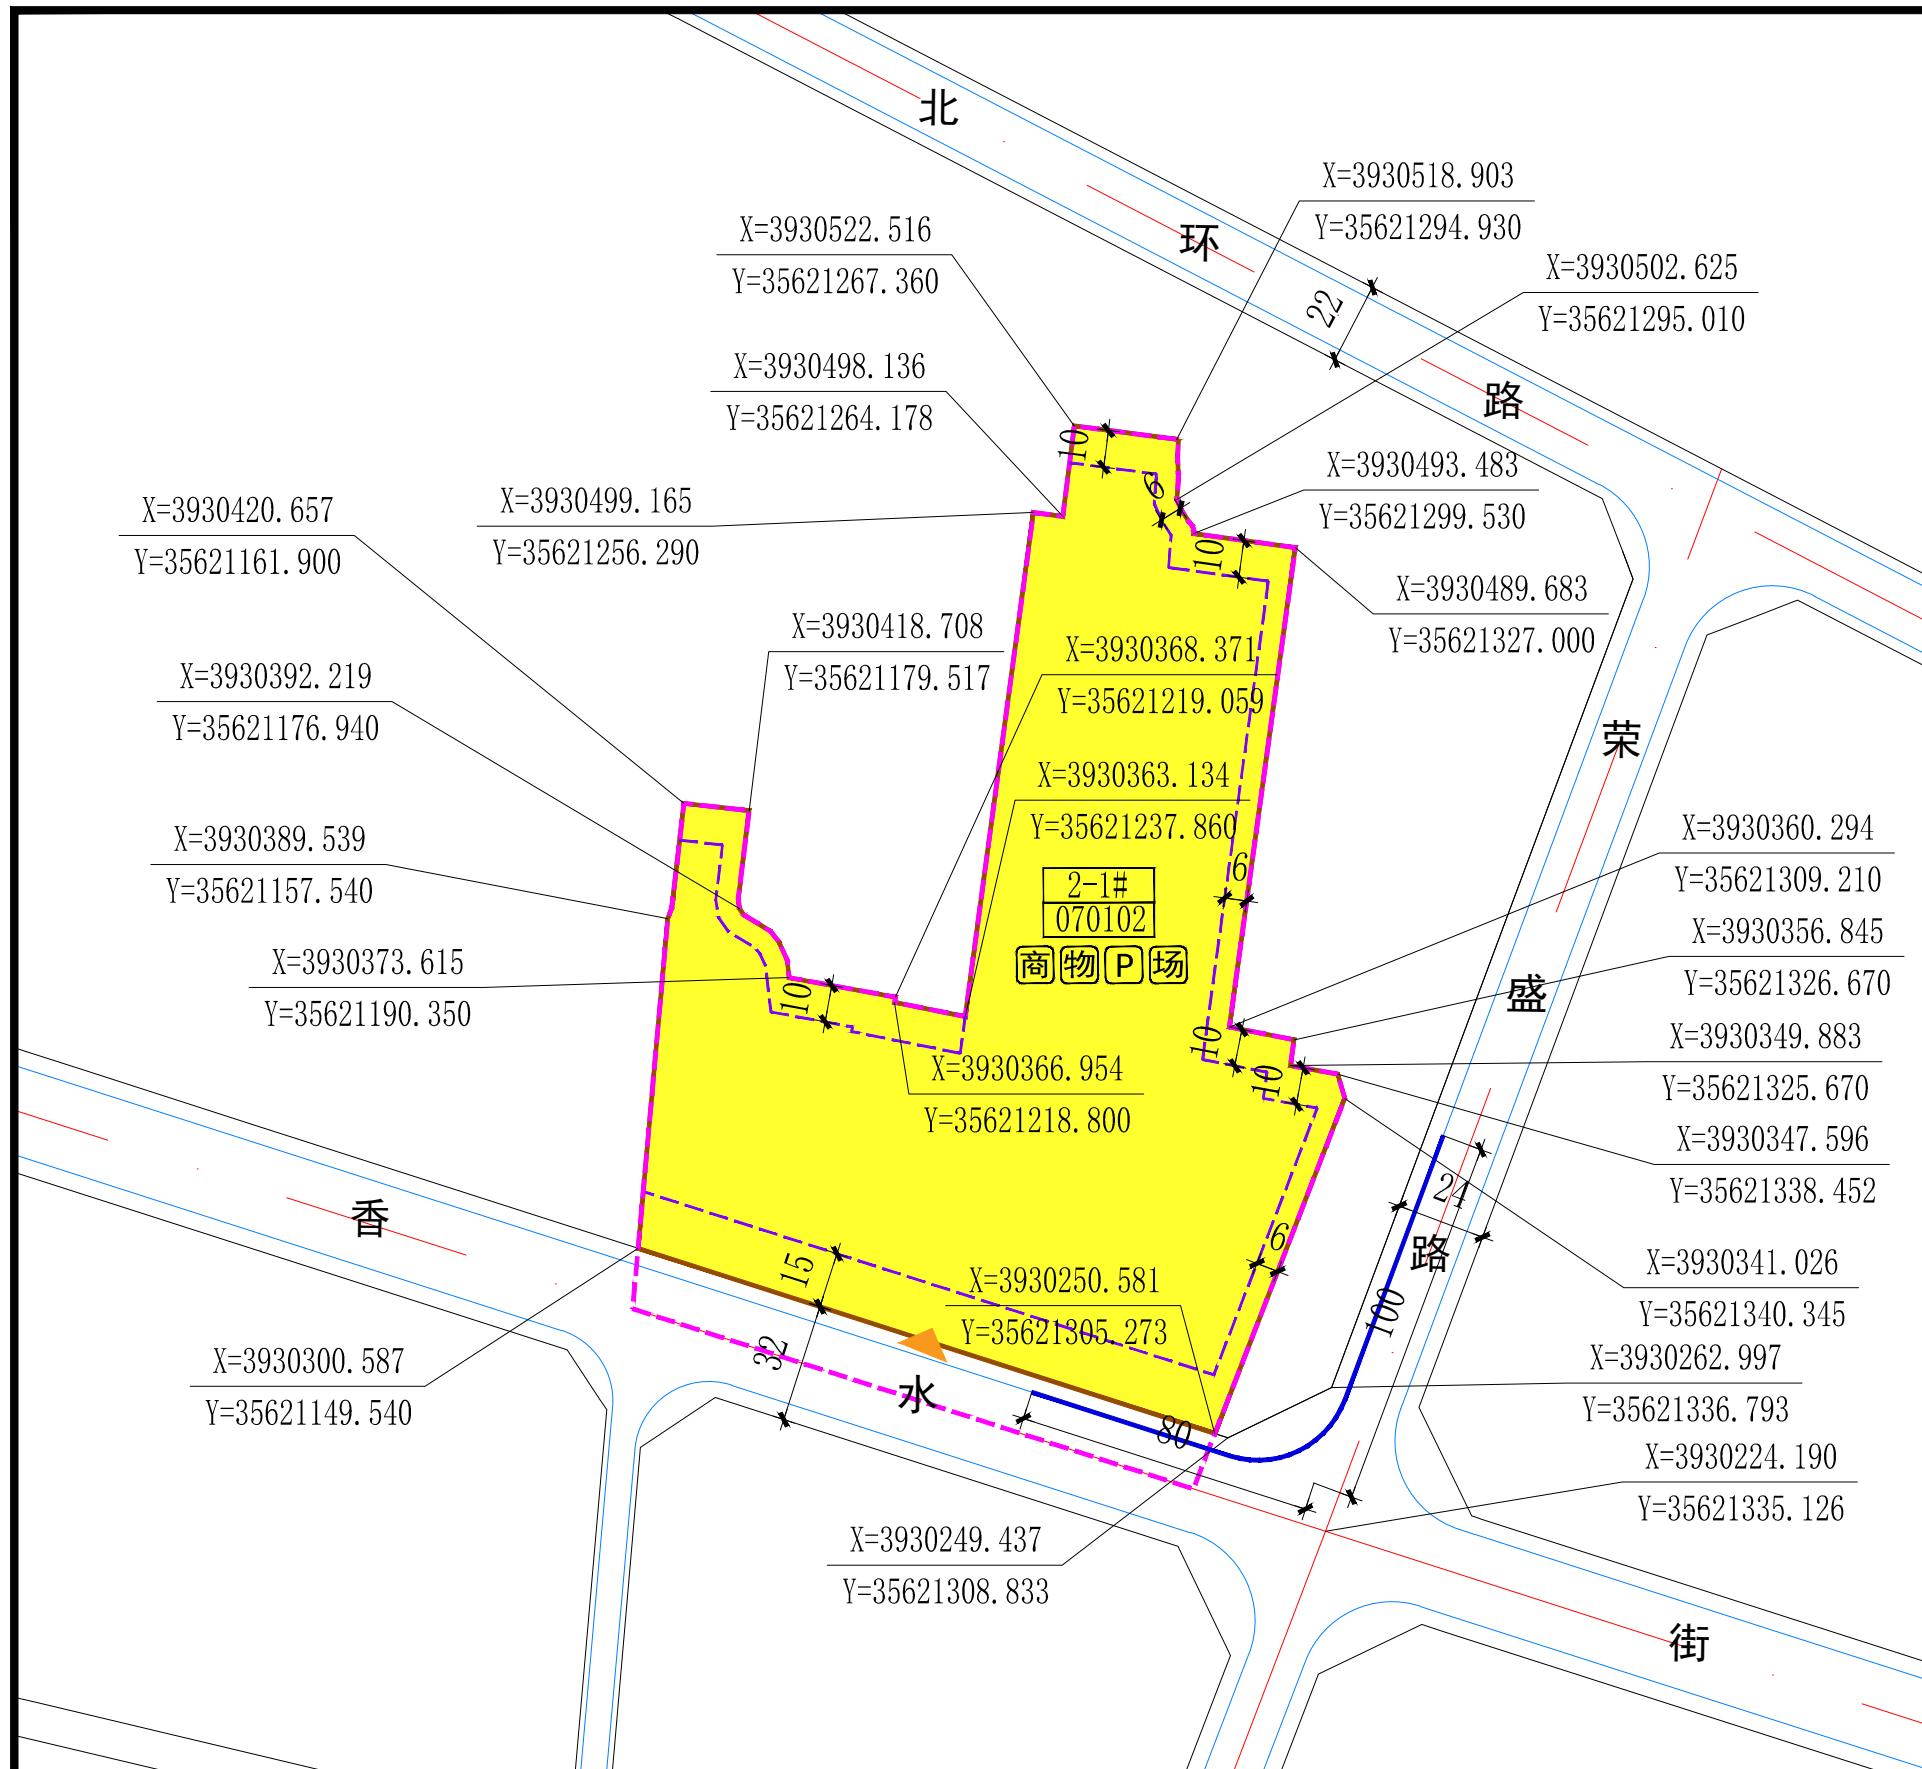 北
环
路
X=3930518.903
Y=35621294.930
X=3930522.516
Y=35621267.360
X=3930502.625
Y=35621295.010
22
X=3930498.136
Y=35621264.178
10
6
X=3930493.483
Y=35621299.530
X=3930499.165
Y=35621256.290
X=3930420.657
Y=35621161.900
10
X=3930489.683
Y=35621327.000
X=3930418.708
Y=35621179.517
X=3930368.371
Y=35621219.059
X=3930392.219
Y=35621176.940
荣
盛
路
X=3930363.134
Y=35621237.860
X=3930389.539
Y=35621157.540
X=3930360.294
Y=35621309.210
6
2-1#
070102
商 物 P 场
X=3930356.845
Y=35621326.670
X=3930373.615
Y=35621190.350
10
X=3930349.883
Y=35621325.670
10
10
X=3930366.954
Y=35621218.800
X=3930347.596
Y=35621338.452
24
香
水
街
15
6
X=3930250.581
Y=35621305.273
X=3930341.026
Y=35621340.345
100
32
X=3930300.587
Y=35621149.540
X=3930262.997
Y=35621336.793
80
X=3930224.190
Y=35621335.126
X=3930249.437
Y=35621308.833